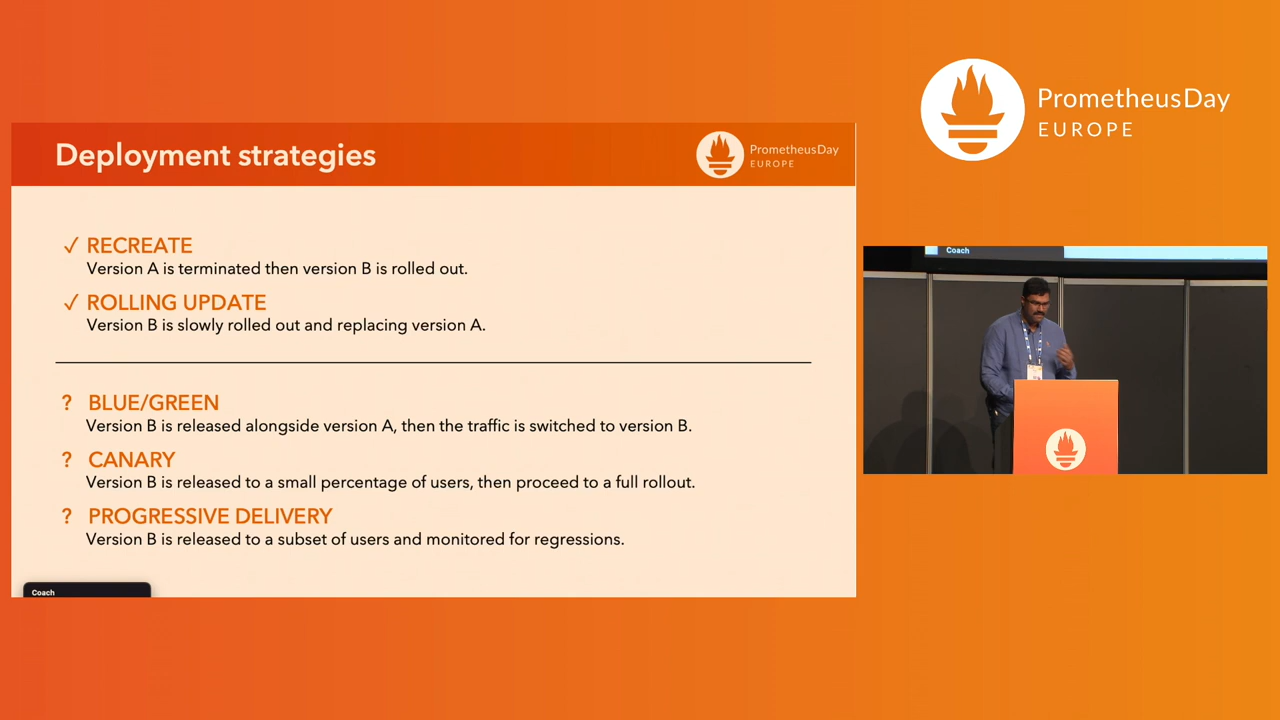 PrometheusDay
EUROPE
Deployment strategies
PrometheusDay
EUROPE
✓ RECREATE
Version A is terminated then version B is rolled out.
✓ ROLLING UPDATE
Version B is slowly rolled out and replacing version A.
? BLUE/GREEN
Version B is released alongside version A, then the traffic is switched to version B.
? CANARY
Version B is released to a small percentage of users, then proceed to a full rollout.
? PROGRESSIVE DELIVERY
Version B is released to a subset of users and monitored for regressions.
Coach
Coach